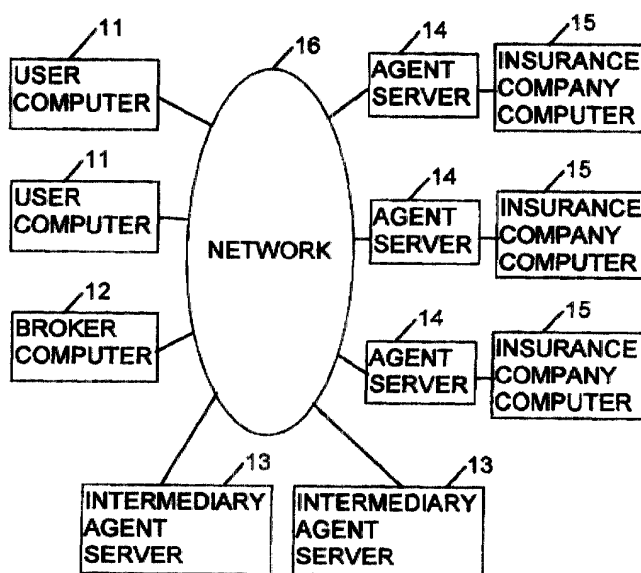 11
USER
COMPUTER
11
USER
COMPUTER
12
BROKER
COMPUTER
16
NETWORK
14
AGENT
SERVER
15
INSURANCE
COMPANY
COMPUTER
14
AGENT
SERVER
15
INSURANCE
COMPANY
COMPUTER
14
AGENT
SERVER
15
INSURANCE
COMPANY
COMPUTER
13
INTERMEDIARY
AGENT
SERVER
13
INTERMEDIARY
AGENT
SERVER